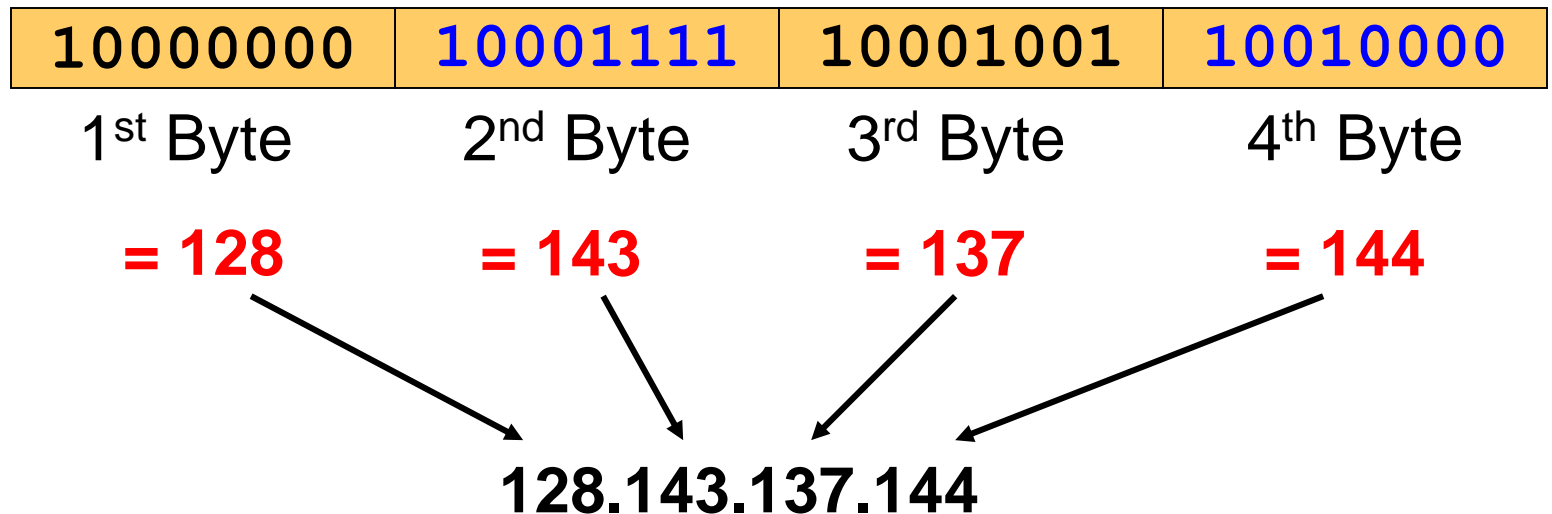 10000000 10001111 10001001 10010000
1st Byte 2nd Byte 3rd Byte 4th Byte
= 128 = 143 = 137 = 144
128.143.137.144